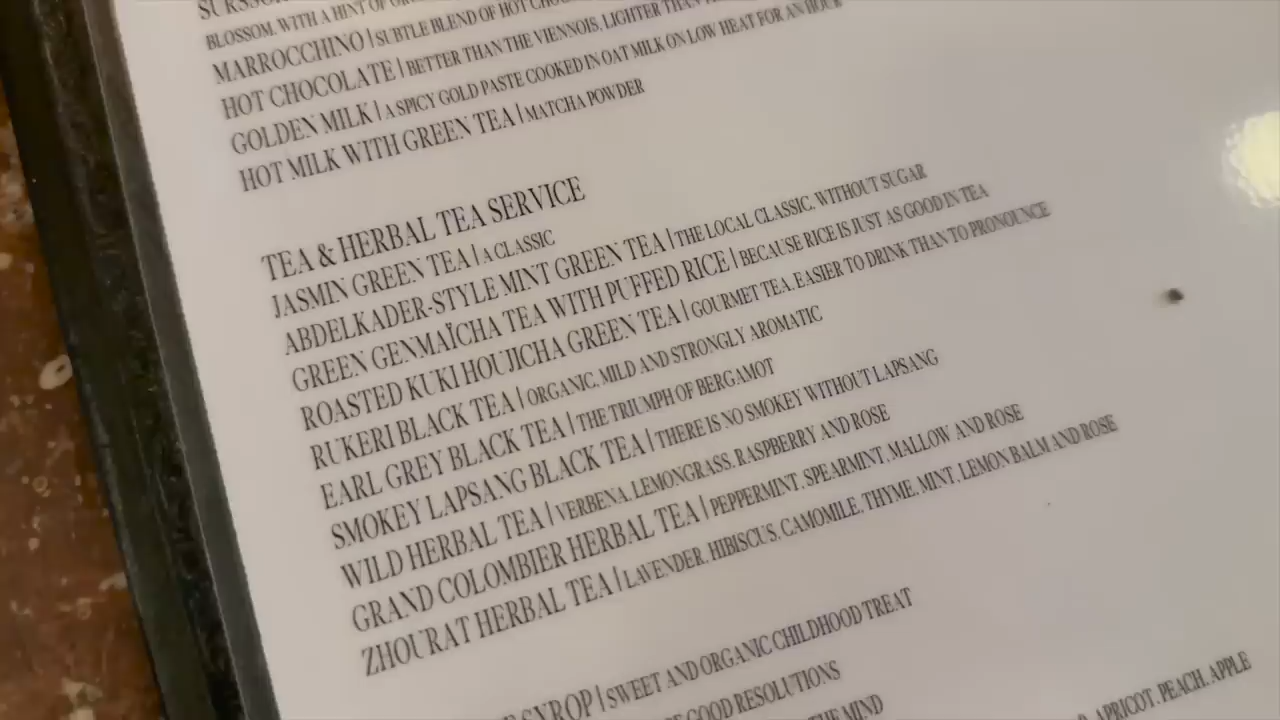 BLOSSOM, WITH A HINT OF
MARROCCHINO | SUBTLE BLEND OF HOT
HOT CHOCOLATE | BETTER THAN THE VIENNOIS, LIGHTER THAN
GOLDEN MILK | A SPICY GOLD PASTE COOKED IN OAT MILK ON LOW HEAT FOR AN HOUR
HOT MILK WITH GREEN TEA | MATCHA POWDER
TEA & HERBAL TEA SERVICE
JASMIN GREEN TEA | A CLASSIC
ABDELKADER-STYLE MINT GREEN TEA | THE LOCAL CLASSIC, WITHOUT SUGAR
GREEN GENMAÏCHA TEA WITH PUFFED RICE | BECAUSE RICE IS JUST AS GOOD IN TEA
ROASTED KUKI HOUJICHA GREEN TEA | GOURMET TEA, EASIER TO DRINK THAN TO PRONOUNCE
RUKERI BLACK TEA | ORGANIC, MILD AND STRONGLY AROMATIC
EARL GREY BLACK TEA | THE TRIUMPH OF BERGAMOT
SMOKEY LAPSANG BLACK TEA | THERE IS NO SMOKEY WITHOUT LAPSANG
WILD HERBAL TEA | VERBENA, LEMONGRASS, RASPBERRY AND ROSE
GRAND COLOMBIER HERBAL TEA | PEPPERMINT, SPEARMINT, MALLOW AND ROSE
ZHOURAT HERBAL TEA | LAVENDER, HIBISCUS, CAMOMILE, THYME, MINT, LEMON BALM AND ROSE
SYROP | SWEET AND ORGANIC CHILDHOOD TREAT
GOOD RESOLUTIONS
THE MIND
APRICOT, PEACH, APPLE